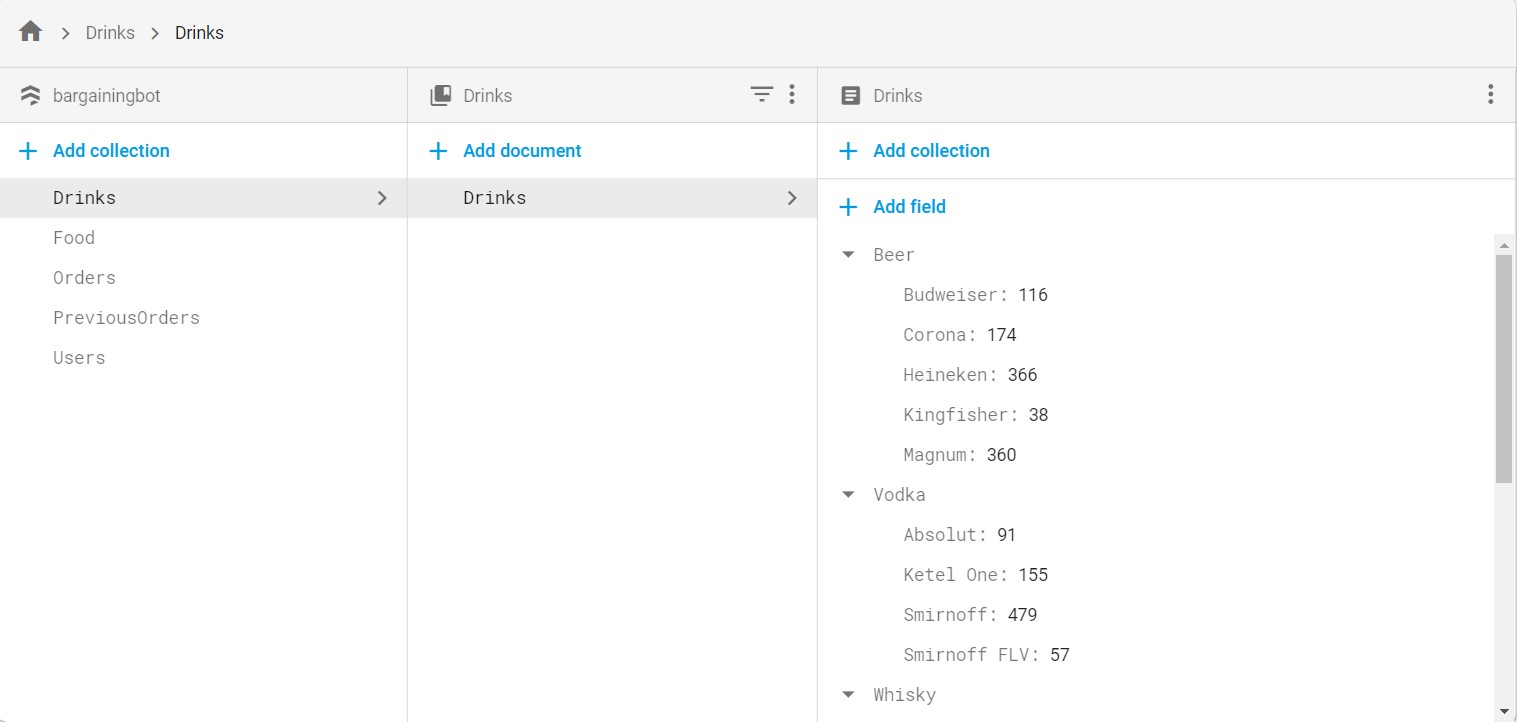 Drinks > Drinks
bargainingbot
Add collection
Drinks
Food
Orders
PreviousOrders
Users
Drinks
Add document
Drinks
Drinks
Add collection
Add field
Beer
Budweiser: 116
Corona: 174
Heineken: 366
Kingfisher: 38
Magnum: 360
Vodka
Absolut: 91
Ketel One: 155
Smirnoff: 479
Smirnoff FLV: 57
Whisky